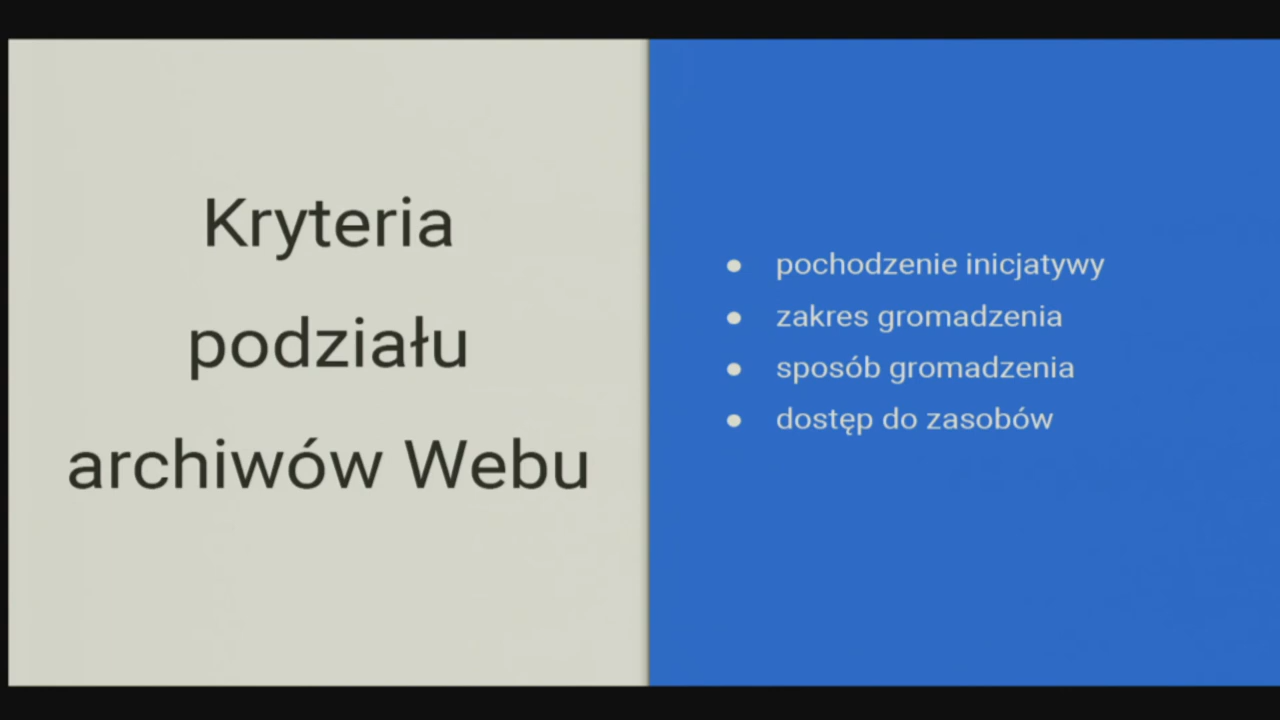 Kryteria
podziału
archiwów Webu
● pochodzenie inicjatywy
● zakres gromadzenia
● sposób gromadzenia
● dostęp do zasobów